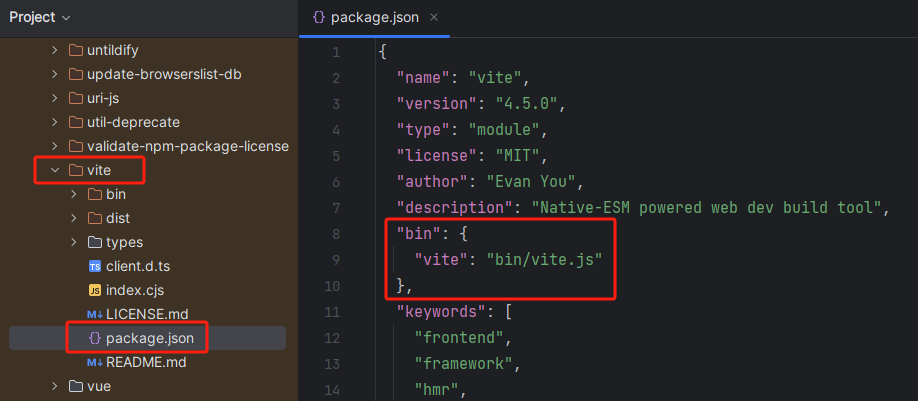 Project
untildify
update-browserslist-db
uri-js
util-deprecate
validate-npm-package-license
vite
bin
dist
types
TS client.d.ts
JS index.cjs
M↓ LICENSE.md
{} package.json
M↓ README.md
vue
{} package.json ×
1 {
2 "name": "vite",
3 "version": "4.5.0",
4 "type": "module",
5 "license": "MIT",
6 "author": "Evan You",
7 "description": "Native-ESM powered web dev build tool",
8 "bin": {
9 "vite": "bin/vite.js"
10 },
11 "keywords": [
12 "frontend",
13 "framework",
14 "hmr",